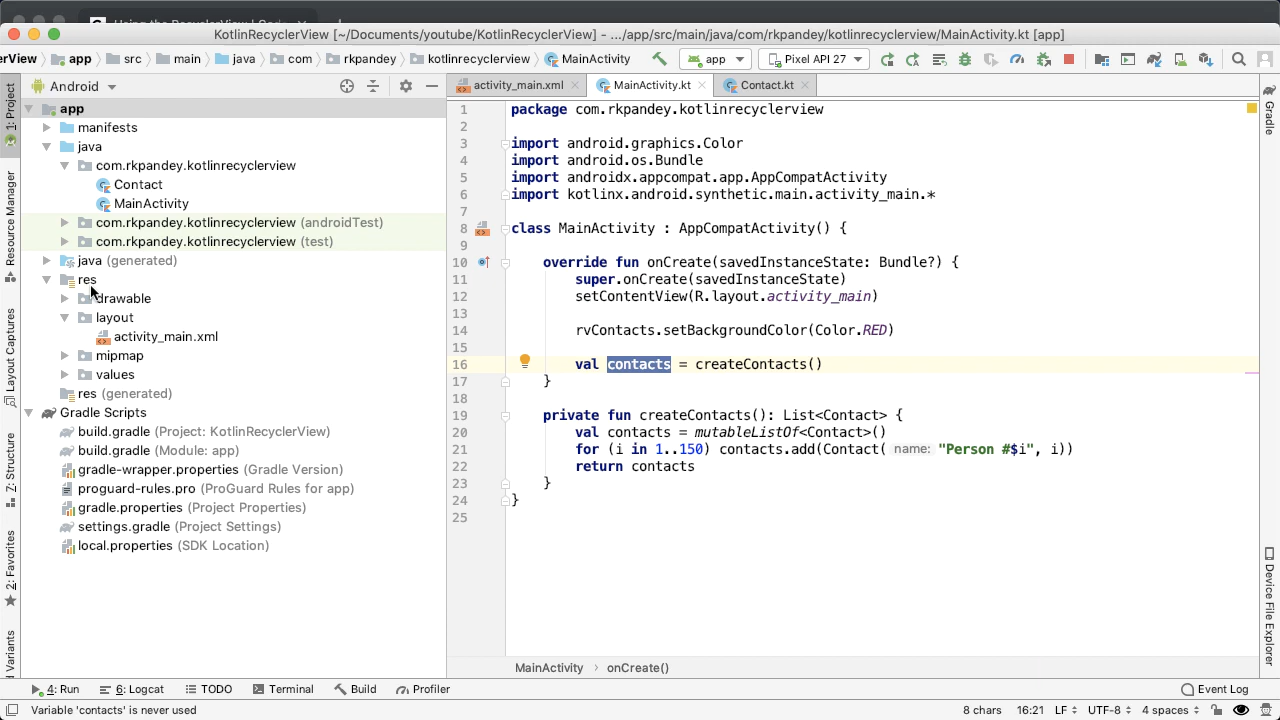 KotlinRecyclerView [~/Documents/youtube/KotlinRecyclerView] - .../app/src/main/java/com/rkpandey/kotlinrecyclerview/MainActivity.kt [app]
erView app src main java com rkpandey kotlinrecyclerview MainActivity app Pixel API 27
Android
activity_main.xml MainActivity.kt Contact.kt
1: Project
Resource Manager
Layout Captures
Z: Structure
2: Favorites
d Variants
app
manifests
java
com.rkpandey.kotlinrecyclerview
Contact
MainActivity
com.rkpandey.kotlinrecyclerview (androidTest)
com.rkpandey.kotlinrecyclerview (test)
java (generated)
res
drawable
layout
activity_main.xml
mipmap
values
res (generated)
Gradle Scripts
build.gradle (Project: KotlinRecyclerView)
build.gradle (Module: app)
gradle-wrapper.properties (Gradle Version)
proguard-rules.pro (ProGuard Rules for app)
gradle.properties (Project Properties)
settings.gradle (Project Settings)
local.properties (SDK Location)
1 package com.rkpandey.kotlinrecyclerview
2
3 import android.graphics.Color
4 import android.os.Bundle
5 import androidx.appcompat.app.AppCompatActivity
6 import kotlinx.android.synthetic.main.activity_main.*
7
8 class MainActivity : AppCompatActivity() {
9
10 override fun onCreate(savedInstanceState: Bundle?) {
11 super.onCreate(savedInstanceState)
12 setContentView(R.layout.activity_main)
13
14 rvContacts.setBackgroundColor(Color.RED)
15
16 val contacts = createContacts()
17 }
18
19 private fun createContacts(): List<Contact> {
20 val contacts = mutableListOf<Contact>()
21 for (i in 1..150) contacts.add(Contact( name: "Person #$i", i))
22 return contacts
23 }
24 }
25
Gradle
Device File Explorer
MainActivity › onCreate()
4: Run 6: Logcat TODO Terminal Build Profiler Event Log
Variable 'contacts' is never used 8 chars 16:21 LF UTF-8 4 spaces